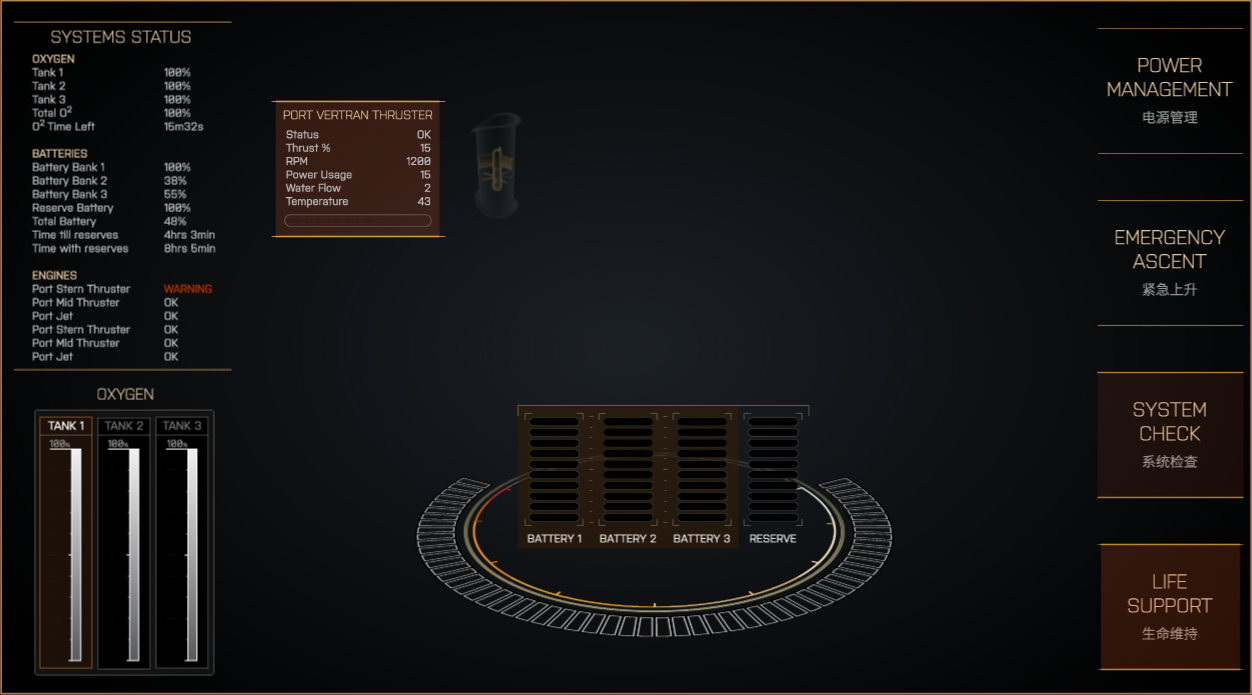 SYSTEMS STATUS
OXYGEN
Tank 1 100%
Tank 2 100%
Tank 3 100%
Total O² 100%
O² Time Left 15m32s
BATTERIES
Battery Bank 1 100%
Battery Bank 2 38%
Battery Bank 3 55%
Reserve Battery 100%
Total Battery 48%
Time till reserves 4hrs 3min
Time with reserves 8hrs 5min
ENGINES
Port Stern Thruster WARNING
Port Mid Thruster OK
Port Jet OK
Port Stern Thruster OK
Port Mid Thruster OK
Port Jet OK
OXYGEN
TANK 1 TANK 2 TANK 3
100% 100% 100%
PORT VERTRAN THRUSTER
Status OK
Thrust % 15
RPM 1200
Power Usage 15
Water Flow 2
Temperature 43
BATTERY 1 BATTERY 2 BATTERY 3 RESERVE
POWER
MANAGEMENT
电源管理
EMERGENCY
ASCENT
紧急上升
SYSTEM
CHECK
系统检查
LIFE
SUPPORT
生命维持